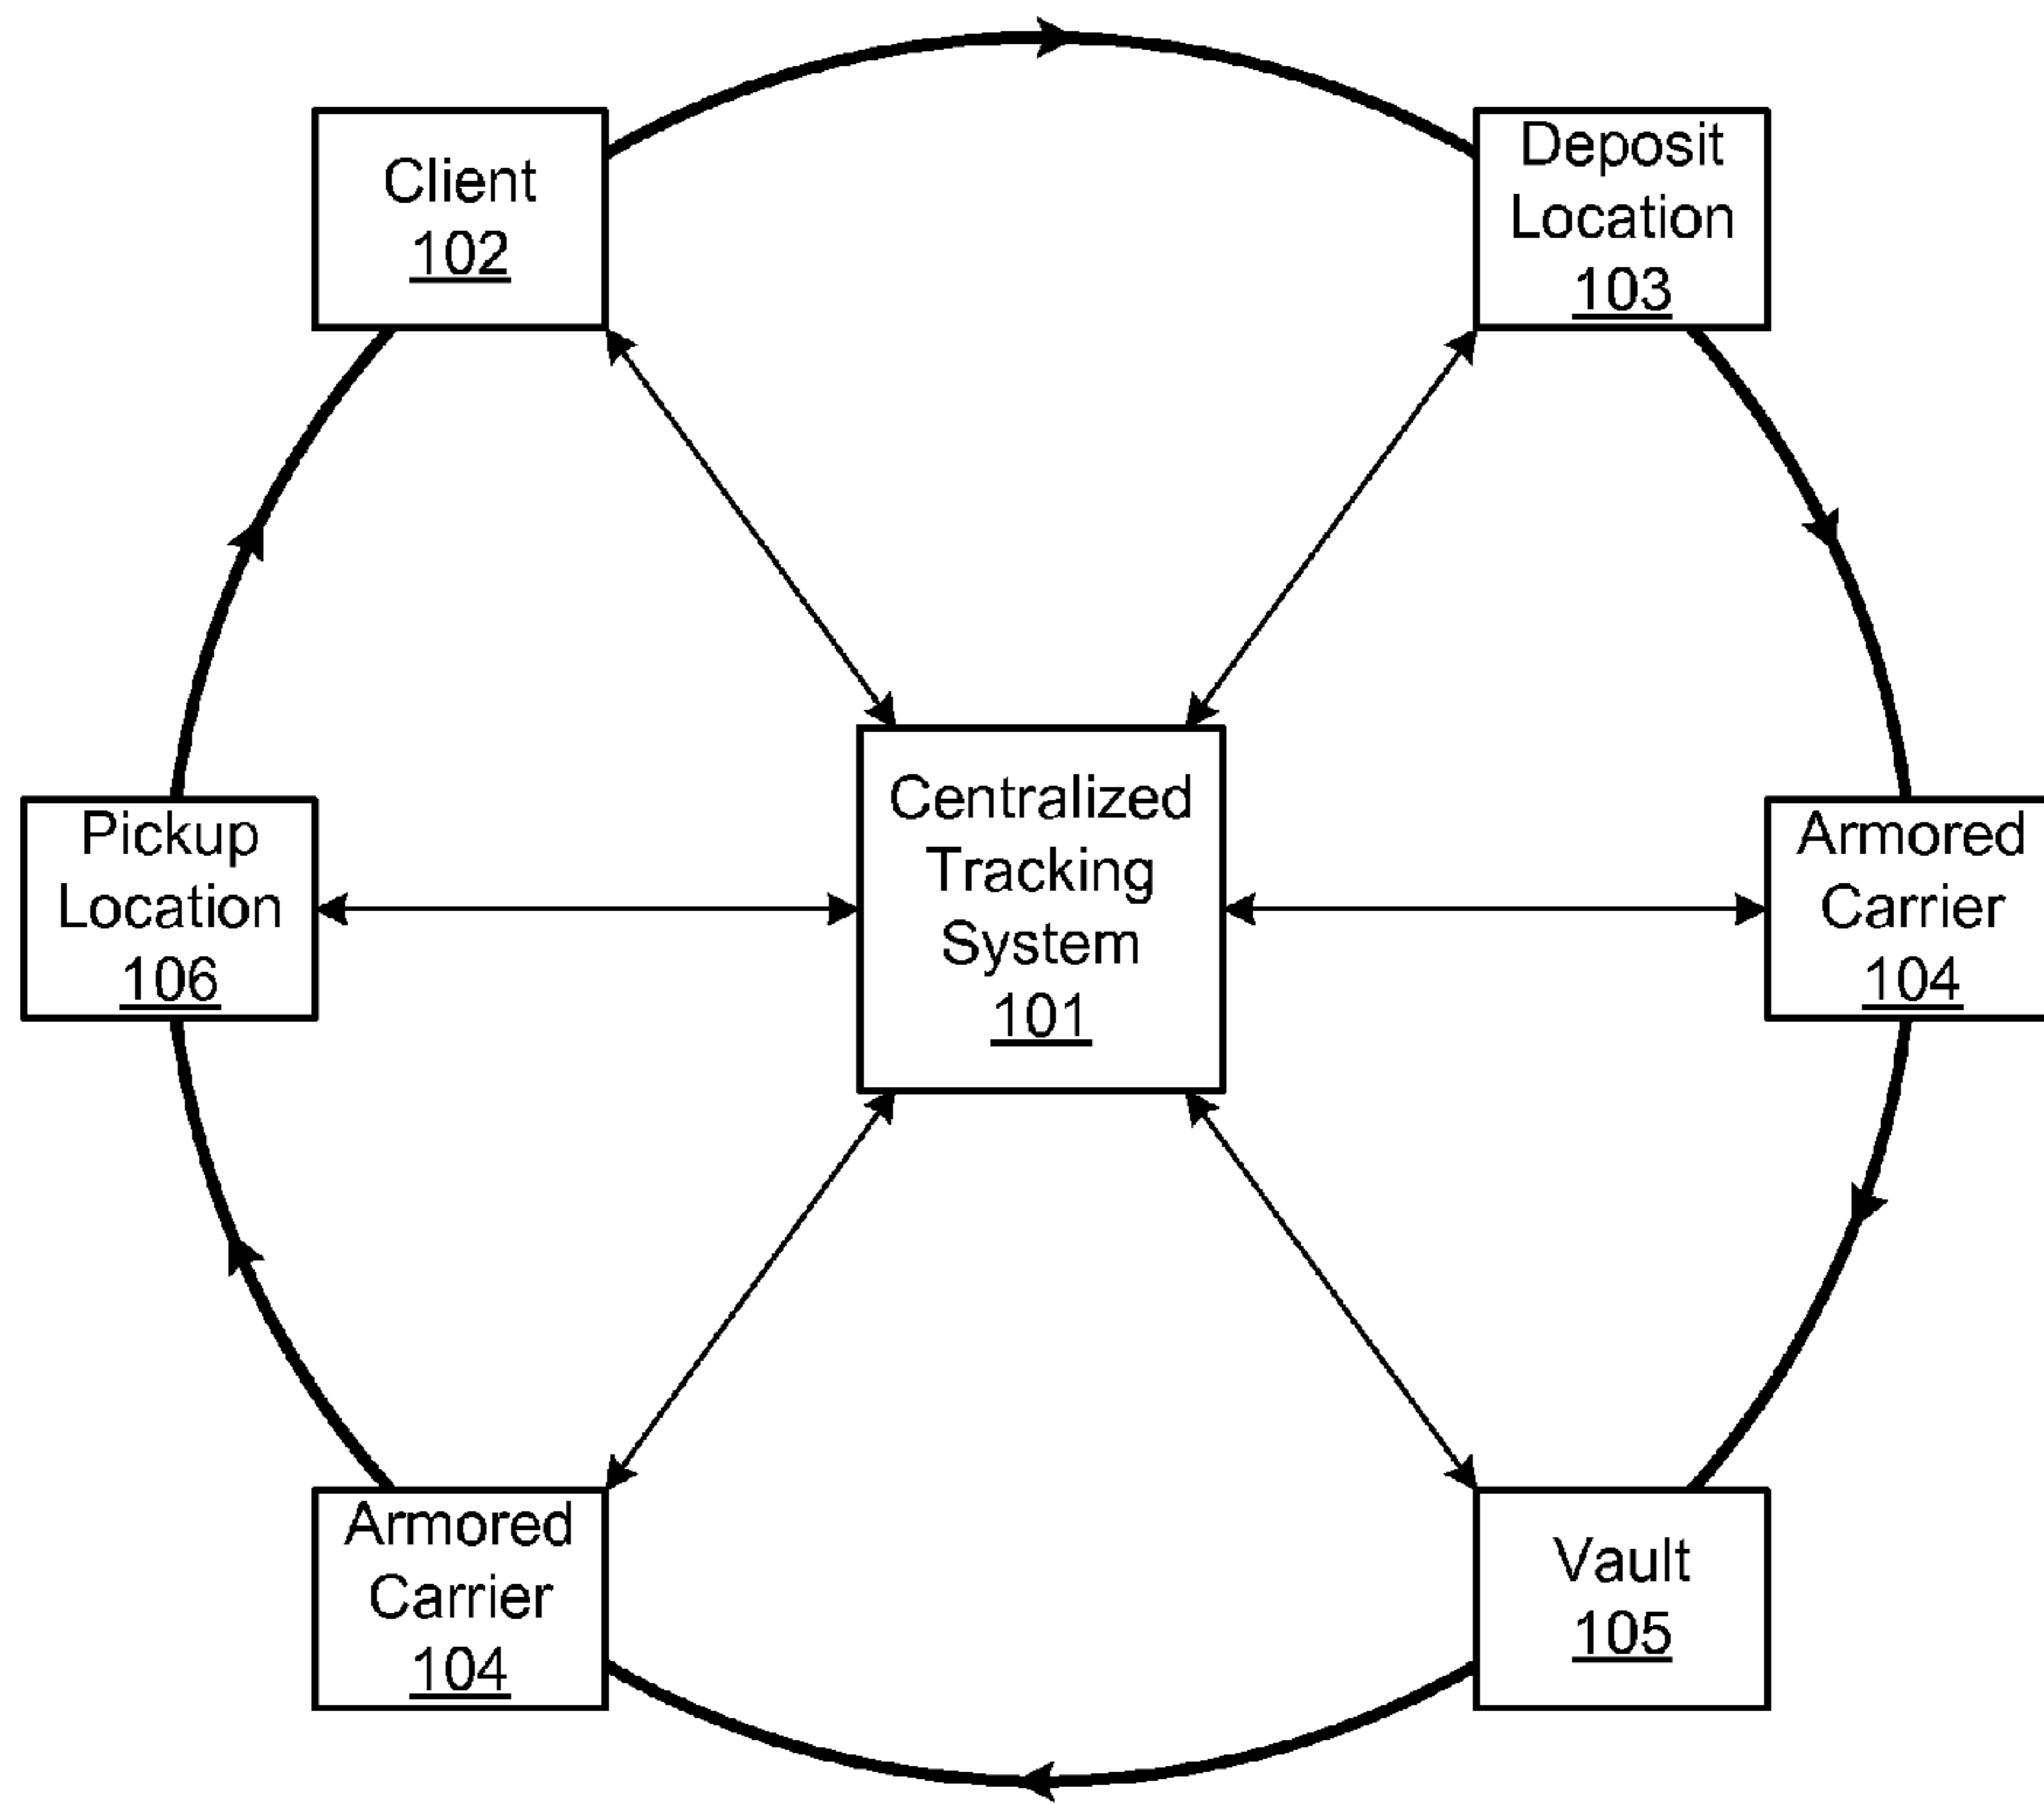 Client
102
Deposit
Location
103
Pickup
Location
106
Centralized
Tracking
System
101
Armored
Carrier
104
Armored
Carrier
104
Vault
105